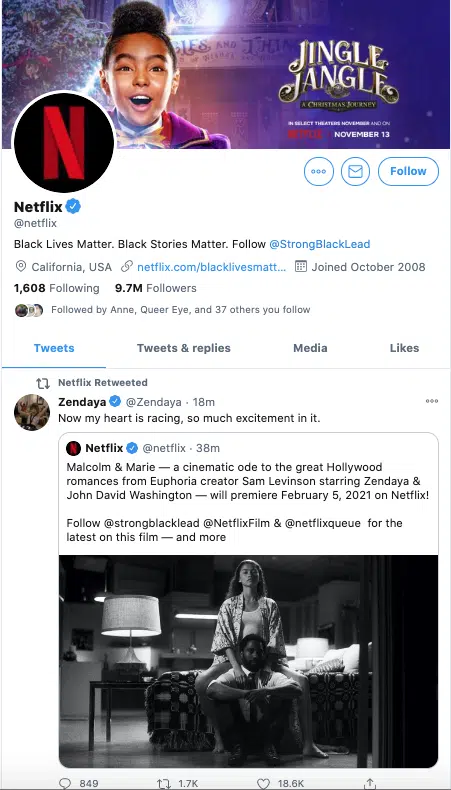 JINGLE
JANGLE
A CHRISTMAS JOURNEY
IN SELECT THEATERS NOVEMBER AND ON
NETFLIX NOVEMBER 13
N
Follow
Netflix
@netflix
Black Lives Matter. Black Stories Matter. Follow @StrongBlackLead
California, USA netflix.com/blacklivesmatt... Joined October 2008
1,608 Following 9.7M Followers
Followed by Anne, Queer Eye, and 37 others you follow
Tweets Tweets & replies Media Likes
Netflix Retweeted
Zendaya @Zendaya · 18m
Now my heart is racing, so much excitement in it.
Netflix @netflix · 38m
Malcolm & Marie — a cinematic ode to the great Hollywood
romances from Euphoria creator Sam Levinson starring Zendaya &
John David Washington — will premiere February 5, 2021 on Netflix!
Follow @strongblacklead @NetflixFilm & @netflixqueue for the
latest on this film — and more
849 1.7K 18.6K